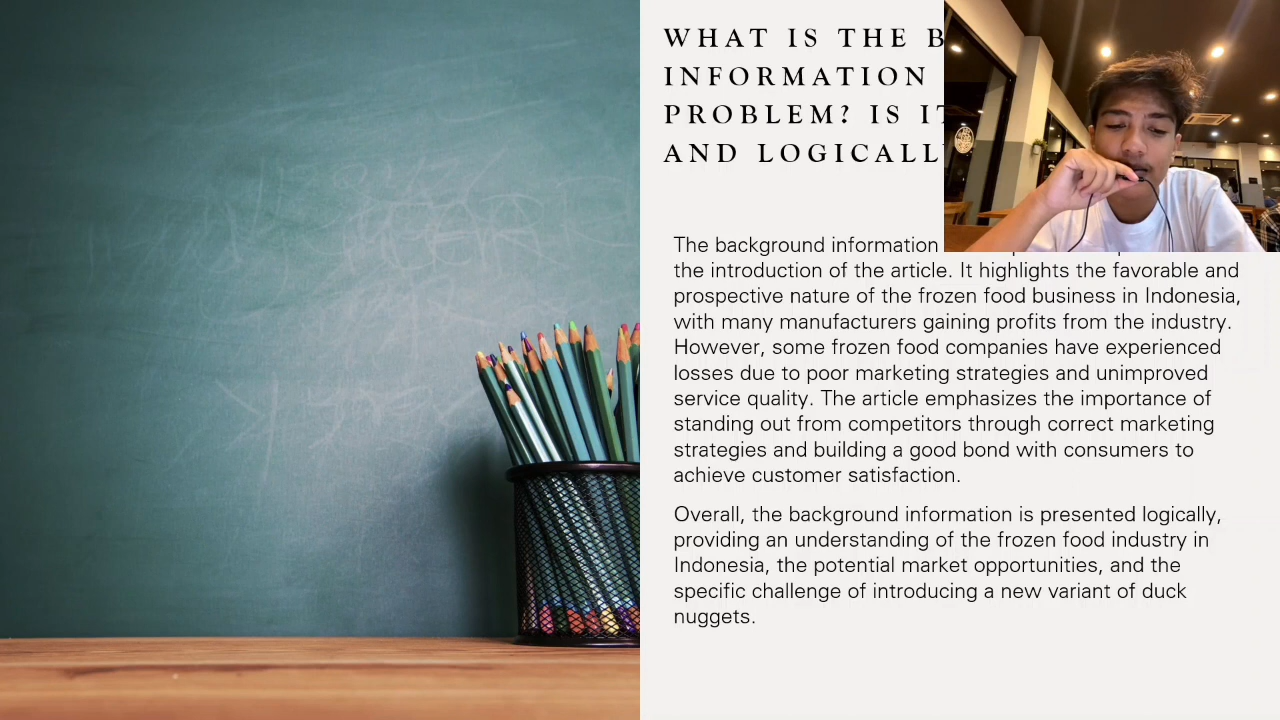 WHAT IS THE
INFORMATION
PROBLEM? IS
AND
The background information
the introduction of the article. It highlights the favorable and
prospective nature of the frozen food business in Indonesia,
with many manufacturers gaining profits from the industry.
However, some frozen food companies have experienced
losses due to poor marketing strategies and unimproved
service quality. The article emphasizes the importance of
standing out from competitors through correct marketing
strategies and building a good bond with consumers to
achieve customer satisfaction.
Overall, the background information is presented logically,
providing an understanding of the frozen food industry in
Indonesia, the potential market opportunities, and the
specific challenge of introducing a new variant of duck
nuggets.